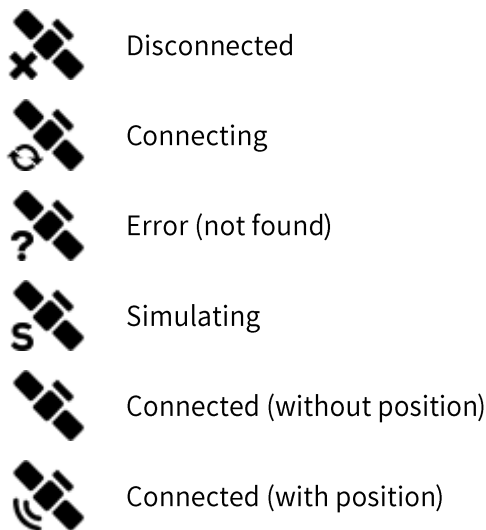 Disconnected
Connecting
? Error (not found)
S Simulating
Connected (without position)
Connected (with position)